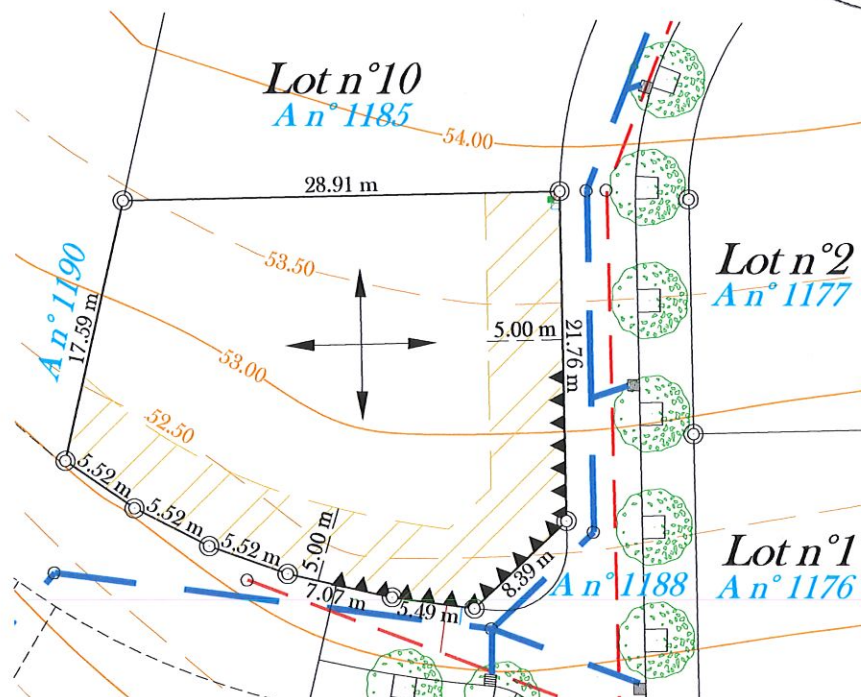 Lot n°10
A n° 1185
54.00
28.91 m
53.50
A n° 1190
17.59 m
Lot n°2
A n° 1177
5.00 m
21.76 m
53.00
52.50
5.52 m
5.52 m
5.52 m
5.00 m
7.07 m
5.49 m
8.39 m
A n° 1188
Lot n°1
A n° 1176